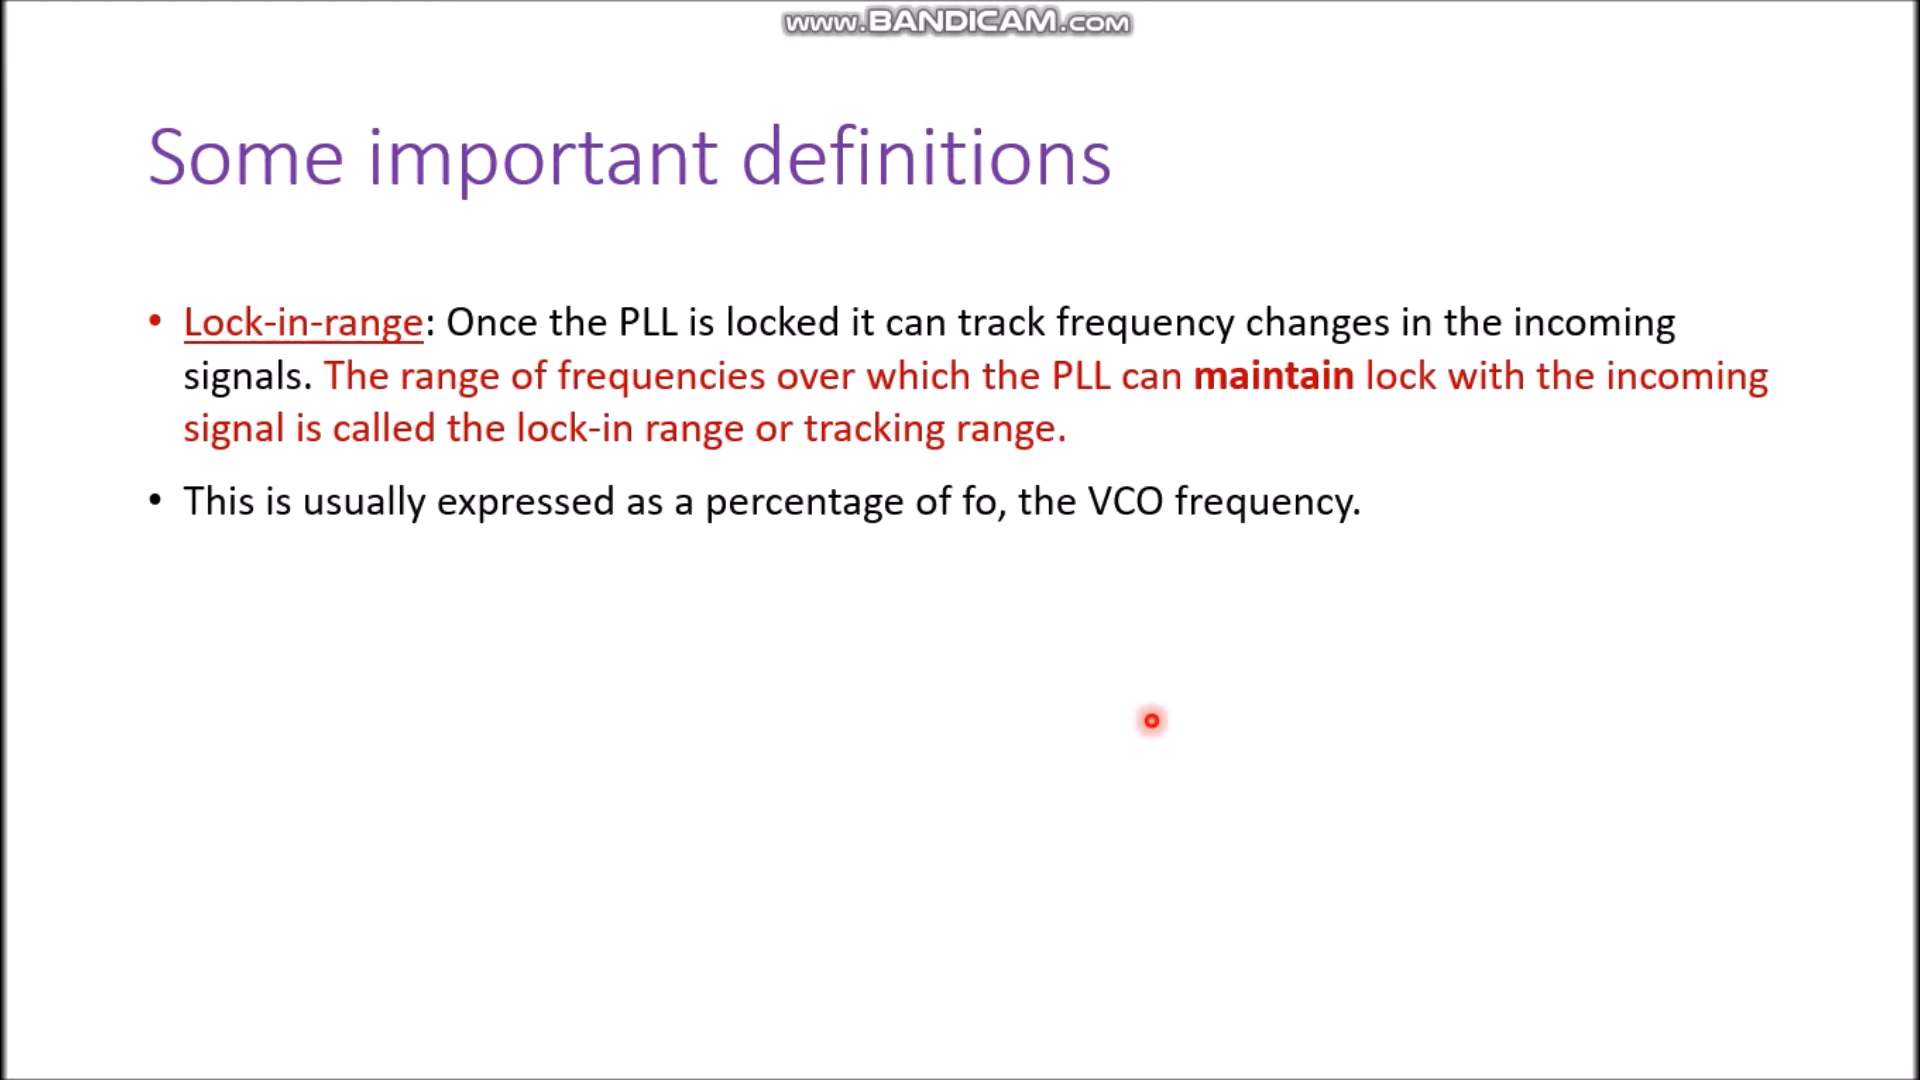 www.BANDICAM.com
Some important definitions
• Lock-in-range: Once the PLL is locked it can track frequency changes in the incoming
signals. The range of frequencies over which the PLL can maintain lock with the incoming
signal is called the lock-in range or tracking range.
• This is usually expressed as a percentage of fo, the VCO frequency.